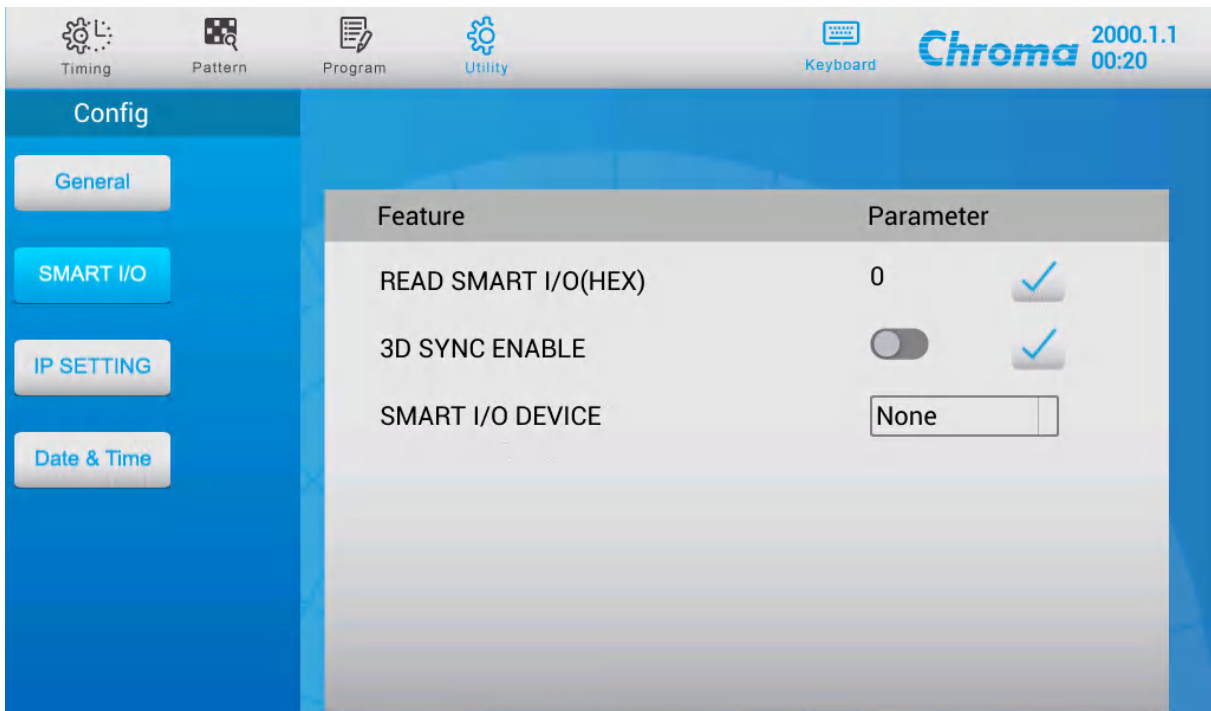 Timing Pattern Program Utility Keyboard Chroma 2000.1.1
00:20
Config
General
SMART I/O
IP SETTING
Date & Time
Feature Parameter
READ SMART I/O(HEX) 0
3D SYNC ENABLE
SMART I/O DEVICE None